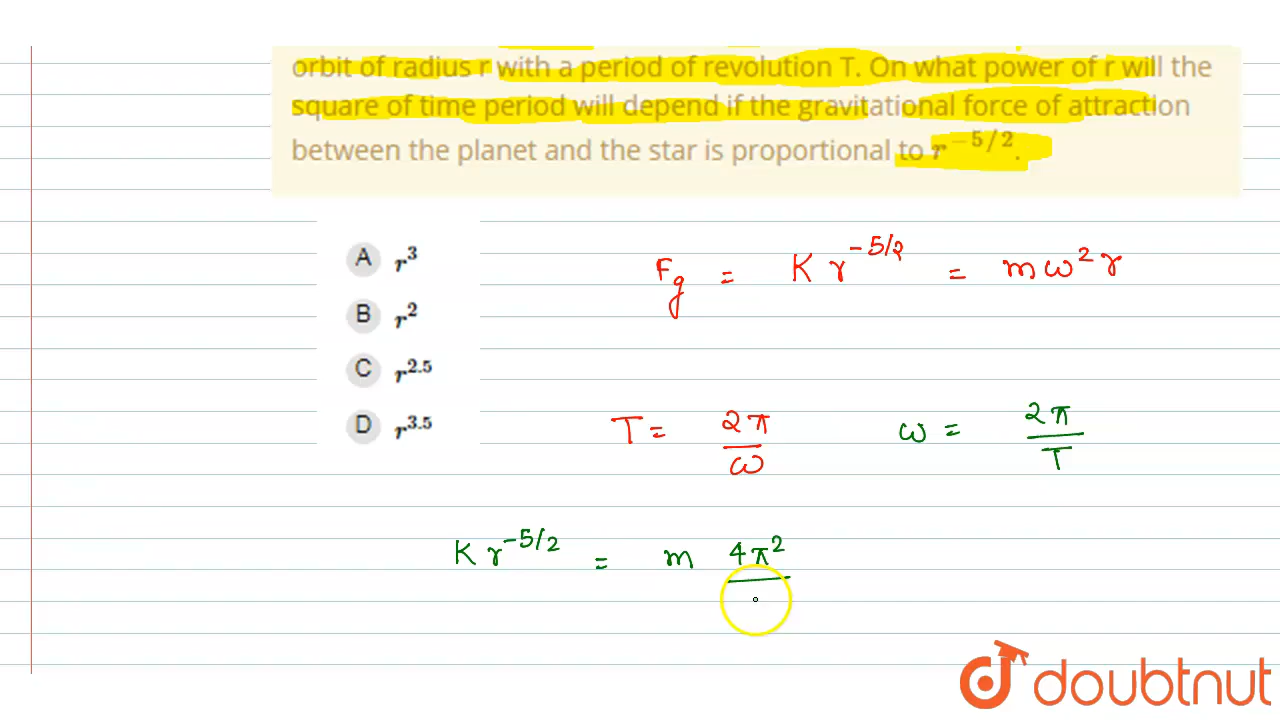 orbit of radius r with a period of revolution T. On what power of r will the
square of time period will depend if the gravitational force of attraction
between the planet and the star is proportional to r^{-5/2}.
A r^3
B r^2
C r^{2.5}
D r^{3.5}
F_g = K r^{-5/2} = m ω^2 r
T = 2π/ω ω = 2π/T
K r^{-5/2} = m 4π^2
doubtnut